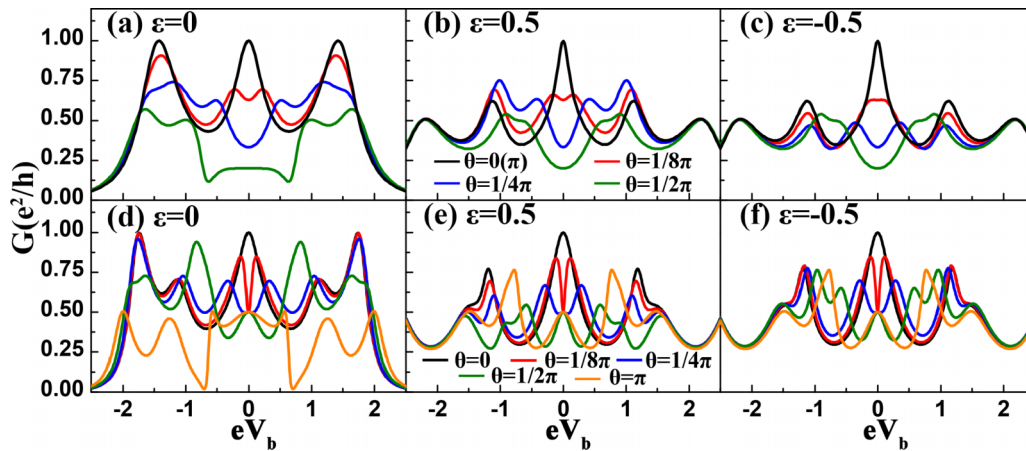 (a) ε=0
(b) ε=0.5
(c) ε=-0.5
1.00
0.75
0.50
0.25
0.00
θ=0(π) θ=1/8π
θ=1/4π θ=1/2π
G(e²/h)
(d) ε=0
(e) ε=0.5
(f) ε=-0.5
1.00
0.75
0.50
0.25
0.00
θ=0 θ=1/8π θ=1/4π
θ=1/2π θ=π
-2 -1 0 1 2
-2 -1 0 1 2
-2 -1 0 1 2
eV_b
eV_b
eV_b